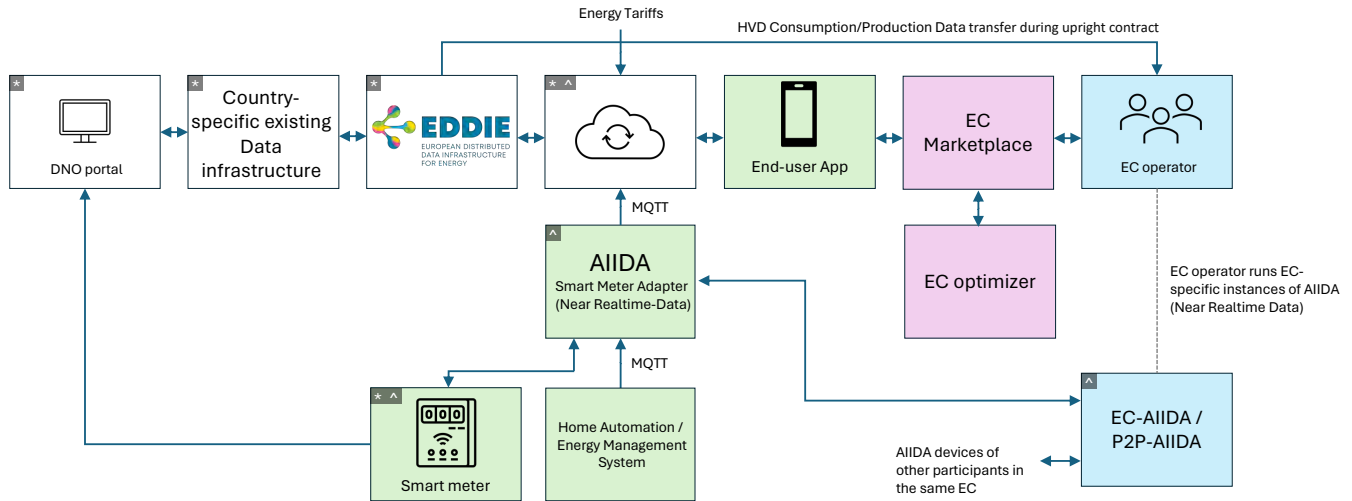 Energy Tariffs
HVD Consumption/Production Data transfer during upright contract
*
DNO portal
*
Country-
specific existing
Data
infrastructure
*
EDDIE
EUROPEAN DISTRIBUTED
DATA INFRASTRUCTURE
FOR ENERGY
* ^
End-user App
EC
Marketplace
EC operator
MQTT
^
AIIDA
Smart Meter Adapter
(Near Realtime-Data)
EC optimizer
EC operator runs EC-
specific instances of AIIDA
(Near Realtime Data)
MQTT
* ^
000
Smart meter
Home Automation /
Energy Management
System
^
EC-AIIDA /
P2P-AIIDA
AIIDA devices of
other participants in
the same EC